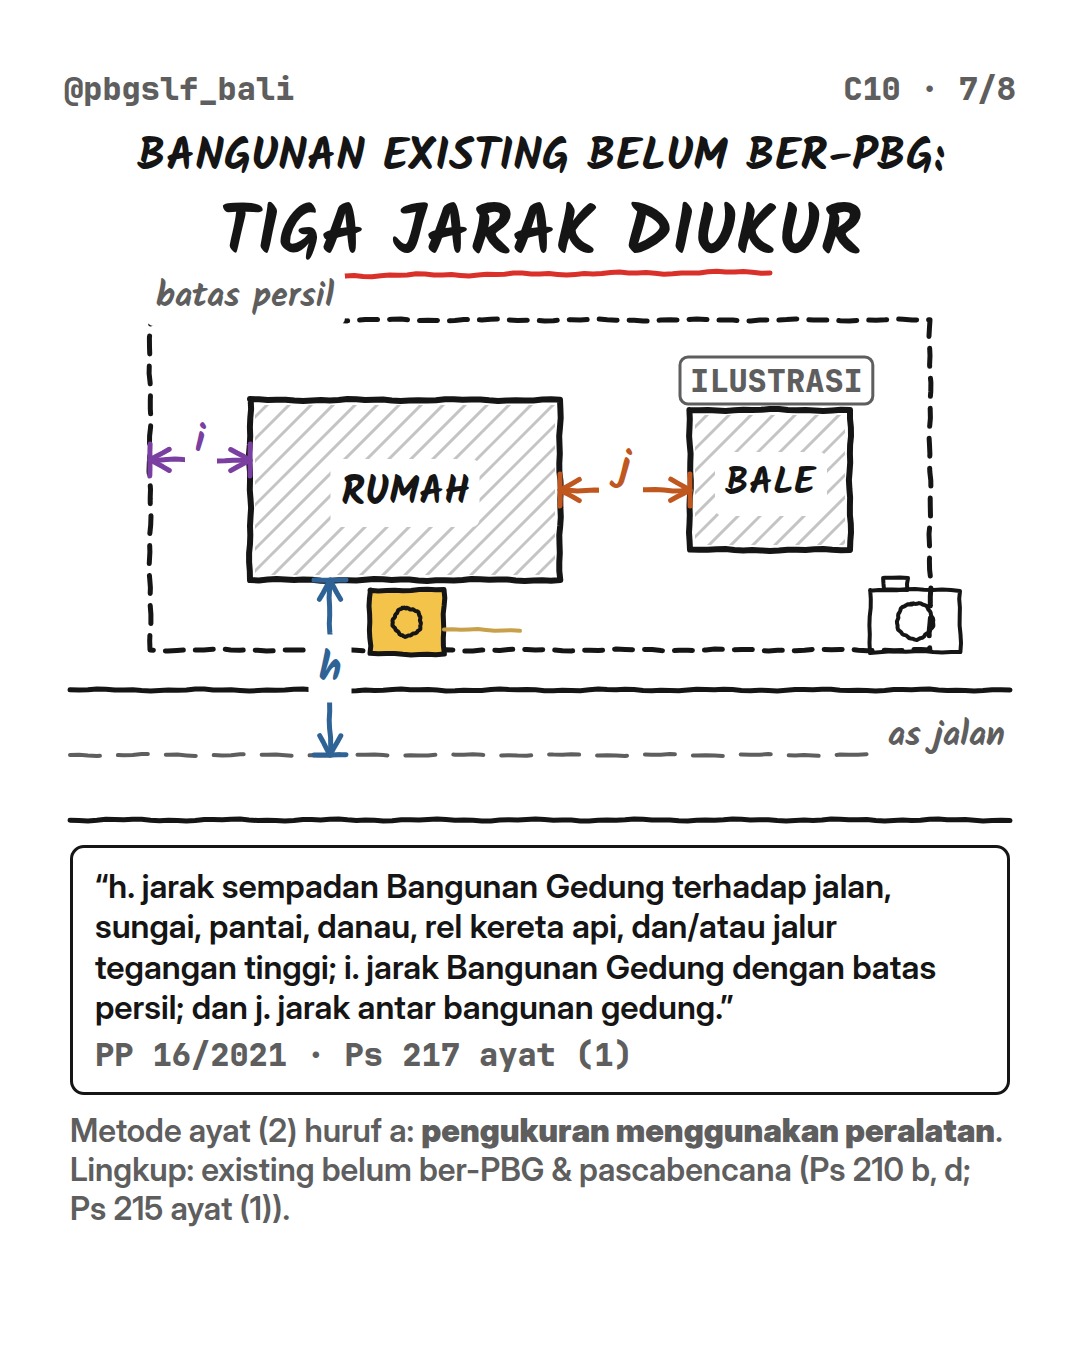 @pbgslf_bali
C10 · 7/8
BANGUNAN EXISTING BELUM BER-PBG:
TIGA JARAK DIUKUR
batas persil
ILUSTRASI
i
RUMAH
j
BALE
h
as jalan
“h. jarak sempadan Bangunan Gedung terhadap jalan,
sungai, pantai, danau, rel kereta api, dan/atau jalur
tegangan tinggi; i. jarak Bangunan Gedung dengan batas
persil; dan j. jarak antar bangunan gedung.”
PP 16/2021 · Ps 217 ayat (1)
Metode ayat (2) huruf a: pengukuran menggunakan peralatan.
Lingkup: existing belum ber-PBG & pascabencana (Ps 210 b, d;
Ps 215 ayat (1)).